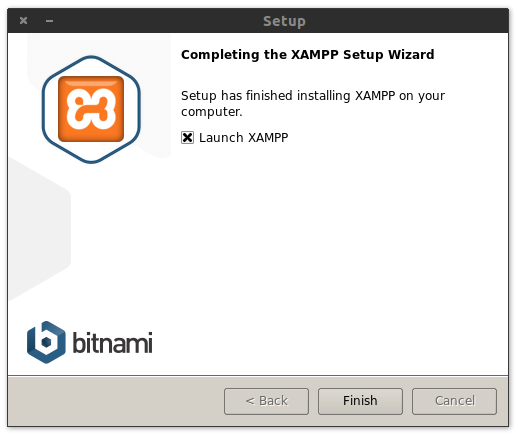 Setup
Completing the XAMPP Setup Wizard
Setup has finished installing XAMPP on your
computer.
Launch XAMPP
bitnami
< Back
Finish
Cancel